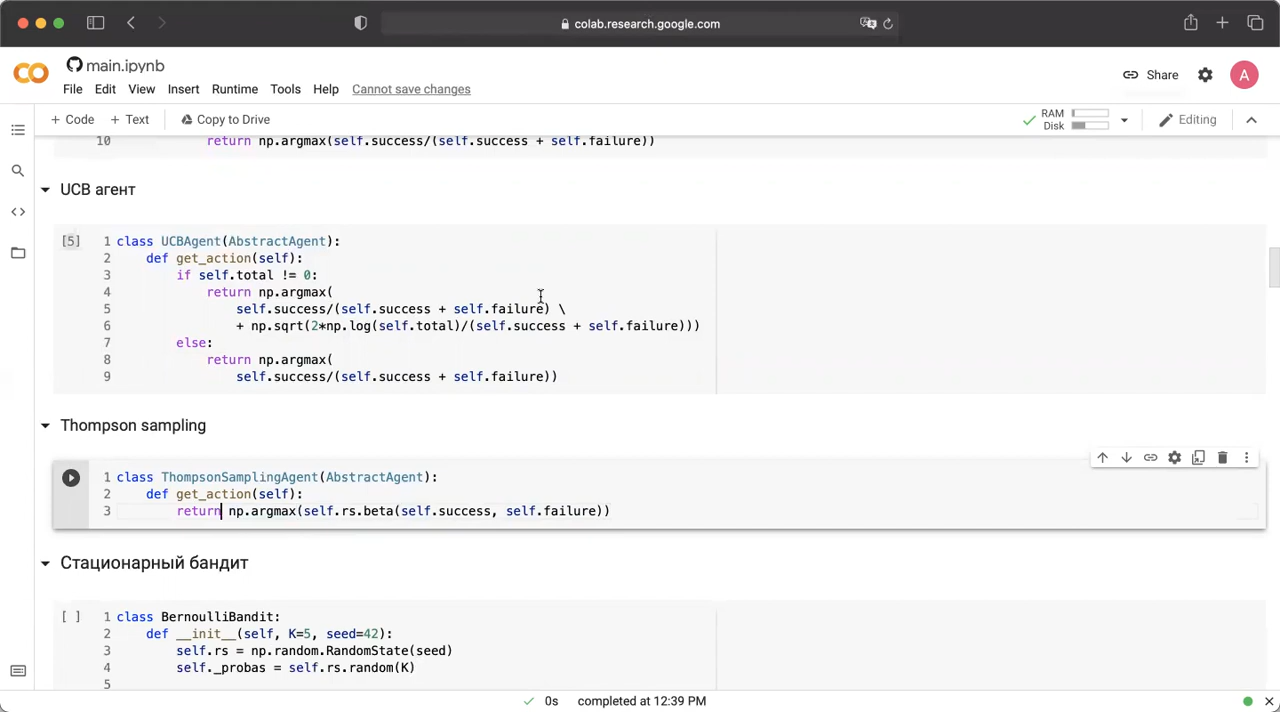 colab.research.google.com
main.ipynb
File Edit View Insert Runtime Tools Help Cannot save changes
Share
A
+ Code + Text Copy to Drive
RAM
Disk
Editing
10 return np.argmax(self.success/(self.success + self.failure))
UCB агент
[5]
1 class UCBAgent(AbstractAgent):
2 def get_action(self):
3 if self.total != 0:
4 return np.argmax(
5 self.success/(self.success + self.failure) \
6 + np.sqrt(2*np.log(self.total)/(self.success + self.failure)))
7 else:
8 return np.argmax(
9 self.success/(self.success + self.failure))
Thompson sampling
1 class ThompsonSamplingAgent(AbstractAgent):
2 def get_action(self):
3 return np.argmax(self.rs.beta(self.success, self.failure))
Стационарный бандит
[ ]
1 class BernoulliBandit:
2 def __init__(self, K=5, seed=42):
3 self.rs = np.random.RandomState(seed)
4 self._probas = self.rs.random(K)
5
0s completed at 12:39 PM